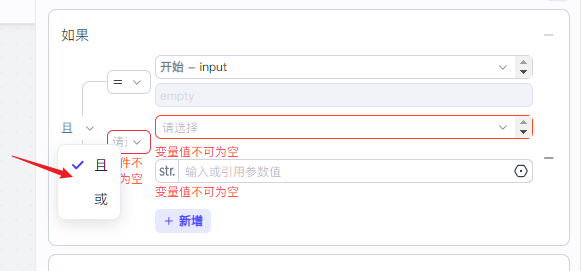 如果
开始 – input
=
empty
且
请选择
请选
变量值不可为空
件不
为空
str.
输入或引用参数值
变量值不可为空
且
或
+ 新增